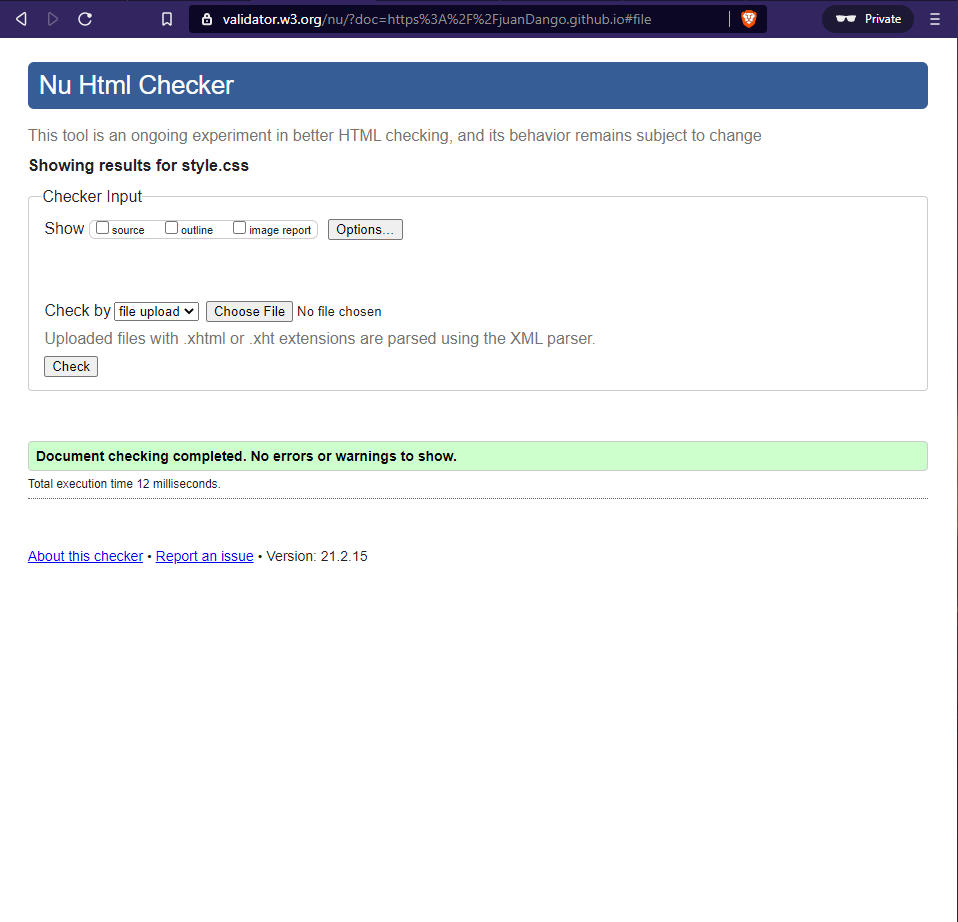 validator.w3.org/nu/?doc=https%3A%2F%2FjuanDango.github.io#file
Private
Nu Html Checker
This tool is an ongoing experiment in better HTML checking, and its behavior remains subject to change
Showing results for style.css
Checker Input
Show source outline image report Options...
Check by file upload Choose File No file chosen
Uploaded files with .xhtml or .xht extensions are parsed using the XML parser.
Check
Document checking completed. No errors or warnings to show.
Total execution time 12 milliseconds.
About this checker • Report an issue • Version: 21.2.15